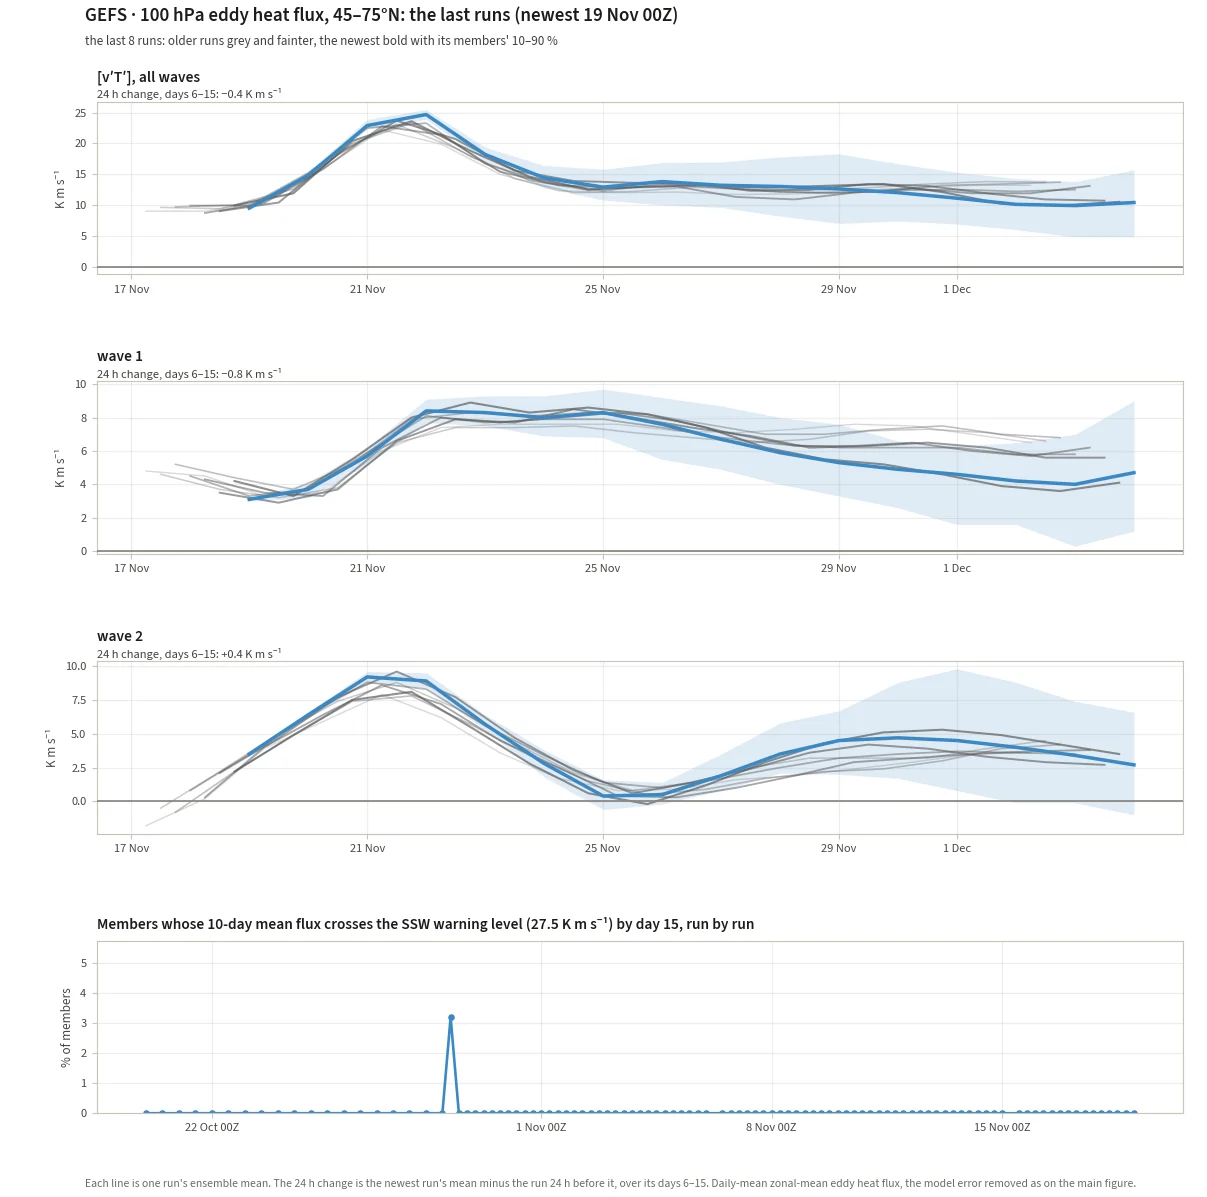 GEFS · 100 hPa eddy heat flux, 45–75°N: the last runs (newest 19 Nov 00Z)
the last 8 runs: older runs grey and fainter, the newest bold with its members' 10–90 %
[v′T′], all waves
24 h change, days 6–15: −0.4 K m s⁻¹
25
20
15
10
5
0
K m s⁻¹
17 Nov
21 Nov
25 Nov
29 Nov
1 Dec
wave 1
24 h change, days 6–15: −0.8 K m s⁻¹
10
8
6
4
2
0
K m s⁻¹
17 Nov
21 Nov
25 Nov
29 Nov
1 Dec
wave 2
24 h change, days 6–15: +0.4 K m s⁻¹
10.0
7.5
5.0
2.5
0.0
K m s⁻¹
17 Nov
21 Nov
25 Nov
29 Nov
1 Dec
Members whose 10-day mean flux crosses the SSW warning level (27.5 K m s⁻¹) by day 15, run by run
5
4
3
2
1
0
% of members
22 Oct 00Z
1 Nov 00Z
8 Nov 00Z
15 Nov 00Z
Each line is one run's ensemble mean. The 24 h change is the newest run's mean minus the run 24 h before it, over its days 6–15. Daily-mean zonal-mean eddy heat flux, the model error removed as on the main figure.